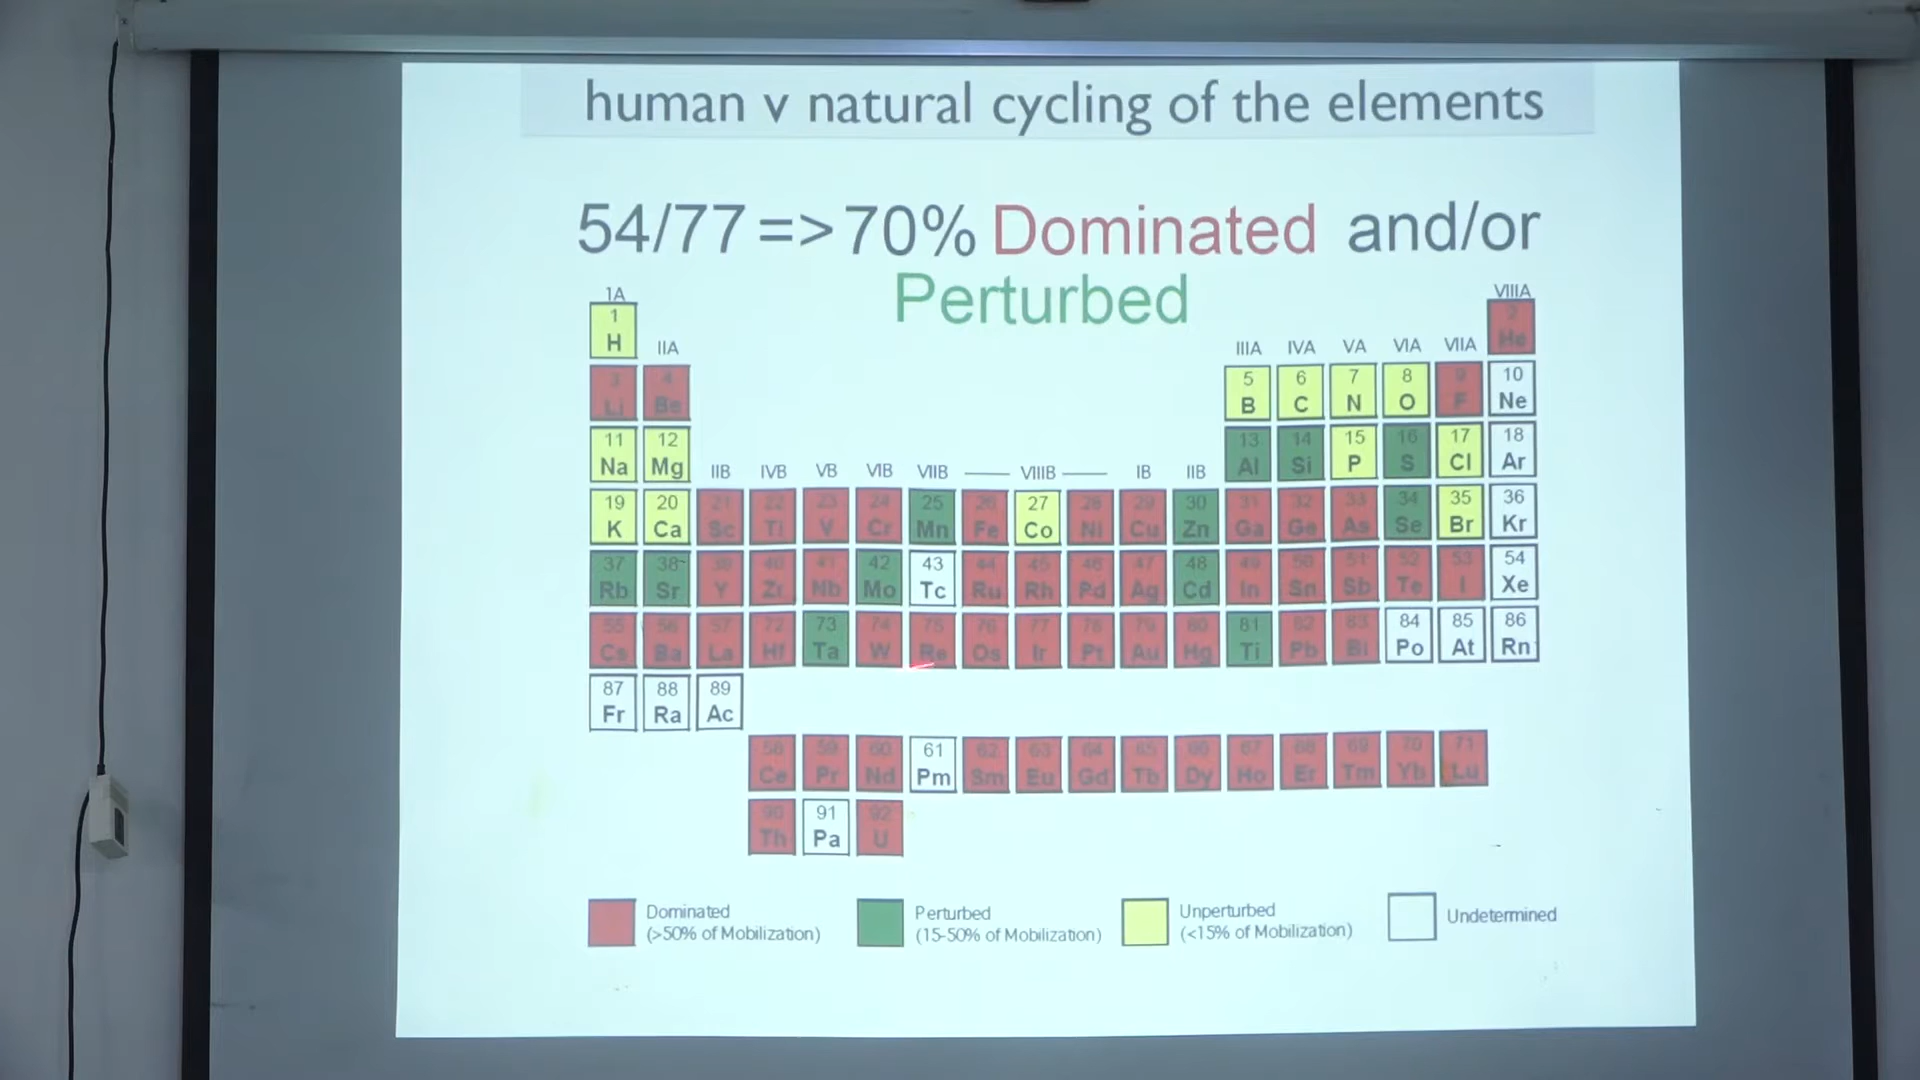 human v natural cycling of the elements
54/77 => 70% Dominated and/or
Perturbed
1A VIIIA
1 2
H IIA IIIA IVA VA VIA VIIA He
3 4 5 6 7 8 9 10
Li Be B C N O F Ne
11 12 13 14 15 16 17 18
Na Mg IIB IVB VB VIB VIIB VIIIB IB IIB Al Si P S Cl Ar
19 20 21 22 23 24 25 26 27 28 29 30 31 32 33 34 35 36
K Ca Sc Ti V Cr Mn Fe Co Ni Cu Zn Ga Ge As Se Br Kr
37 38 39 40 41 42 43 44 45 46 47 48 49 50 51 52 53 54
Rb Sr Y Zr Nb Mo Tc Ru Rh Pd Ag Cd In Sn Sb Te I Xe
55 56 57 72 73 74 75 76 77 78 79 80 81 82 83 84 85 86
Cs Ba La Hf Ta W Re Os Ir Pt Au Hg Ti Pb Bi Po At Rn
87 88 89
Fr Ra Ac
58 59 60 61 62 63 64 65 66 67 68 69 70 71
Ce Pr Nd Pm Sm Eu Gd Tb Dy Ho Er Tm Yb Lu
90 91 92
Th Pa U
Dominated Perturbed Unperturbed Undetermined
(>50% of Mobilization) (15-50% of Mobilization) (<15% of Mobilization)